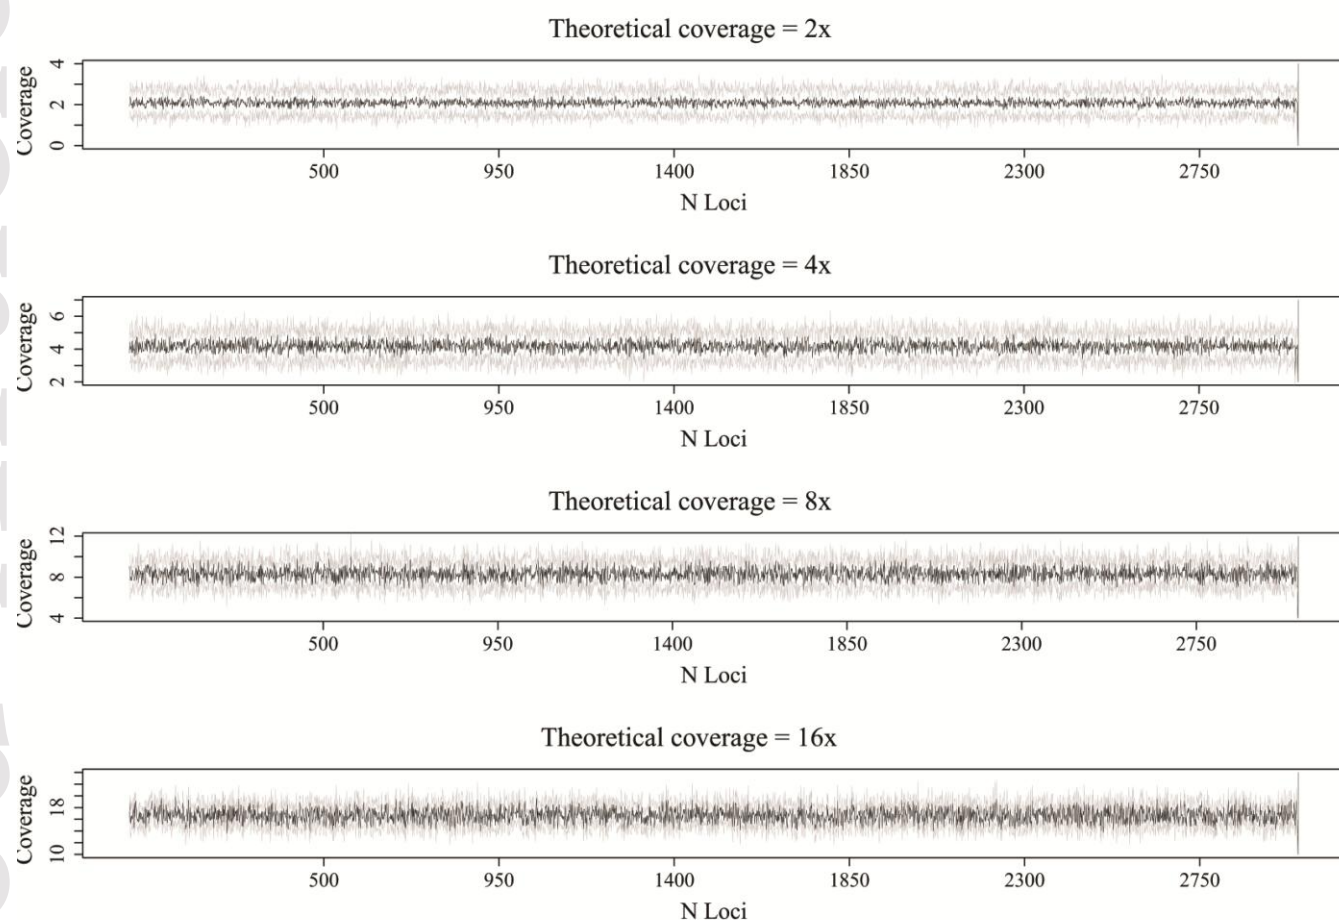 Theoretical coverage = 2x
Coverage
4
2
0
500 950 1400 1850 2300 2750
N Loci
Theoretical coverage = 4x
Coverage
6
4
2
500 950 1400 1850 2300 2750
N Loci
Theoretical coverage = 8x
Coverage
12
8
4
500 950 1400 1850 2300 2750
N Loci
Theoretical coverage = 16x
Coverage
18
10
500 950 1400 1850 2300 2750
N Loci